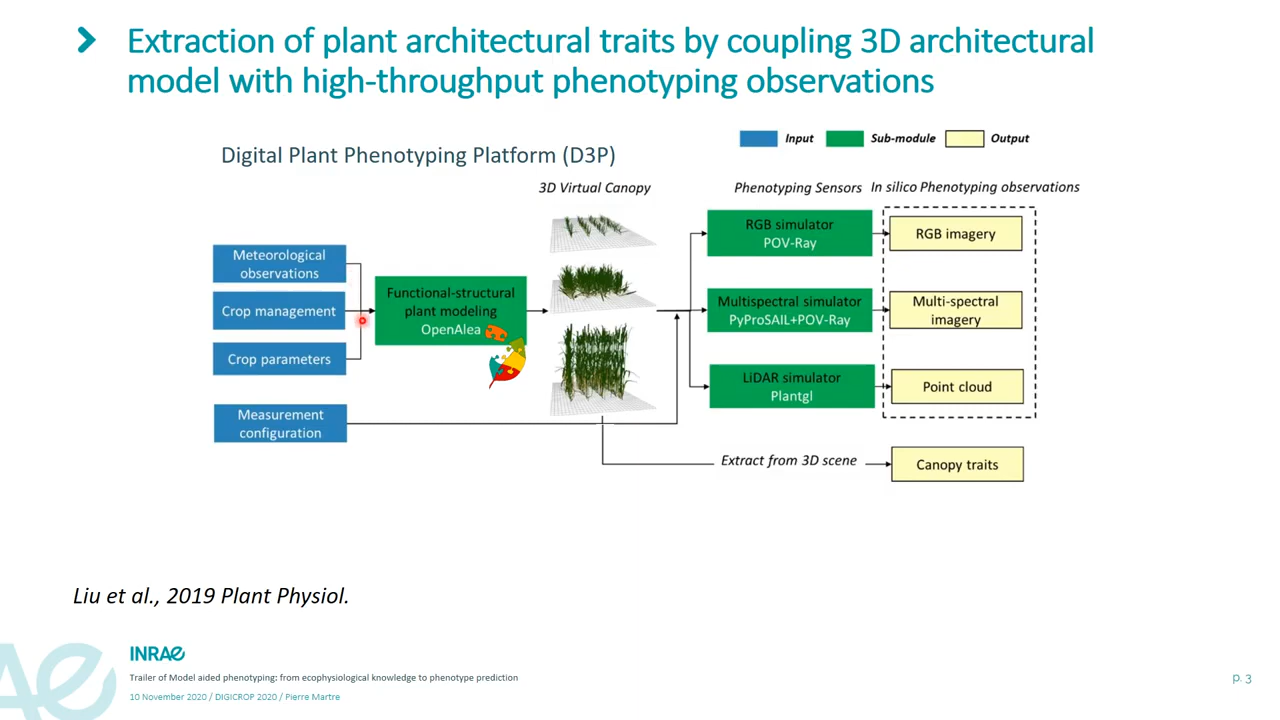 Extraction of plant architectural traits by coupling 3D architectural
model with high-throughput phenotyping observations
Digital Plant Phenotyping Platform (D3P)
Input
Sub-module
Output
3D Virtual Canopy
Phenotyping Sensors
In silico Phenotyping observations
Meteorological
observations
Crop management
Crop parameters
Measurement
configuration
Functional-structural
plant modeling
OpenAlea
RGB simulator
POV-Ray
Multispectral simulator
PyProSAIL+POV-Ray
LiDAR simulator
Plantgl
RGB imagery
Multi-spectral
imagery
Point cloud
Extract from 3D scene
Canopy traits
Liu et al., 2019 Plant Physiol.
INRAE
Trailer of Model aided phenotyping: from ecophysiological knowledge to phenotype prediction
10 November 2020 / DIGICROP 2020 / Pierre Martre
p. 3